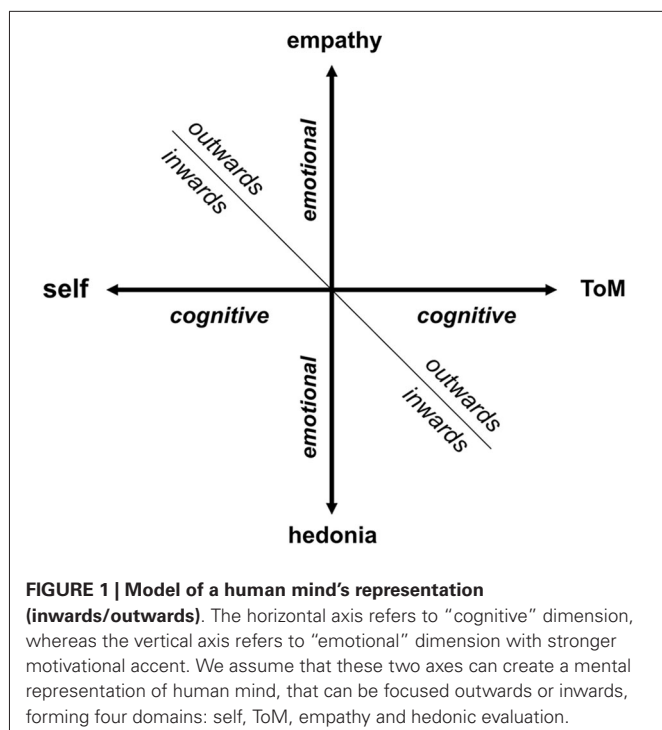 empathy
emotional
outwards
inwards
self
ToM
cognitive
cognitive
emotional
outwards
inwards
hedonia
FIGURE 1 | Model of a human mind's representation
(inwards/outwards). The horizontal axis refers to “cognitive” dimension,
whereas the vertical axis refers to “emotional” dimension with stronger
motivational accent. We assume that these two axes can create a mental
representation of human mind, that can be focused outwards or inwards,
forming four domains: self, ToM, empathy and hedonic evaluation.